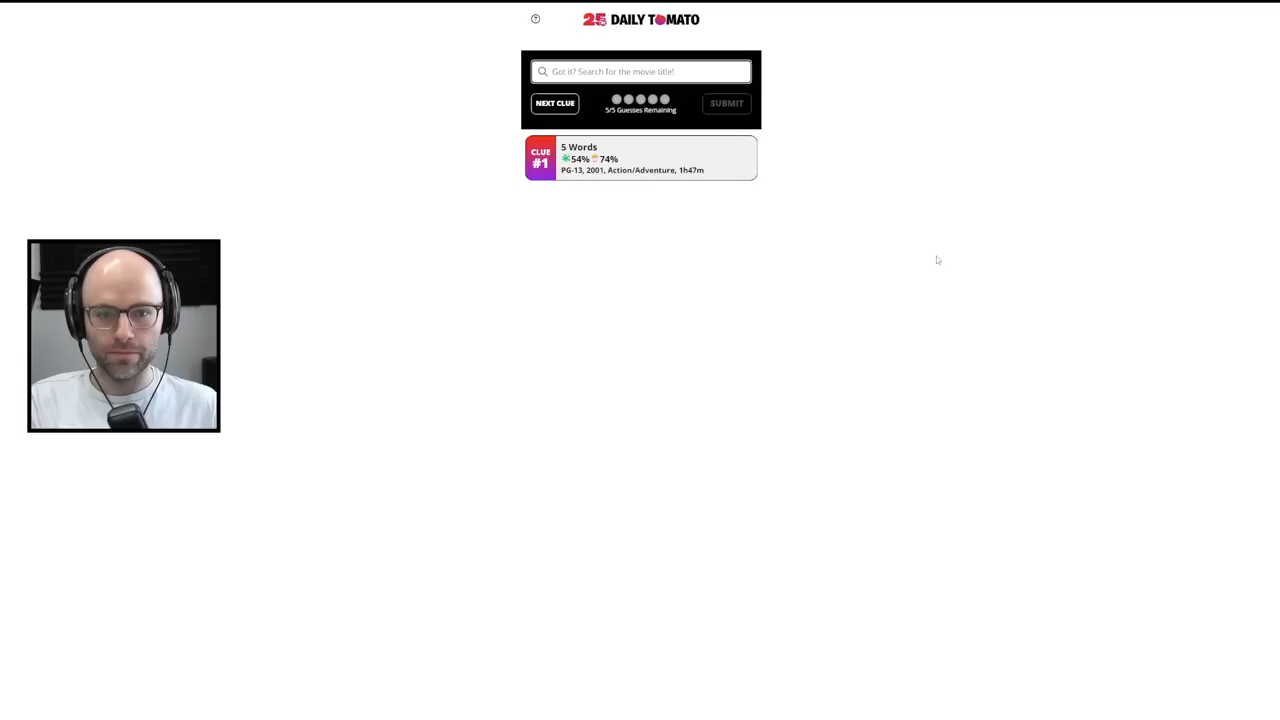 25 DAILY TOMATO
Got it? Search for the movie title!
NEXT CLUE
5/5 Guesses Remaining
SUBMIT
CLUE #1
5 Words
54% 74%
PG-13, 2001, Action/Adventure, 1h47m